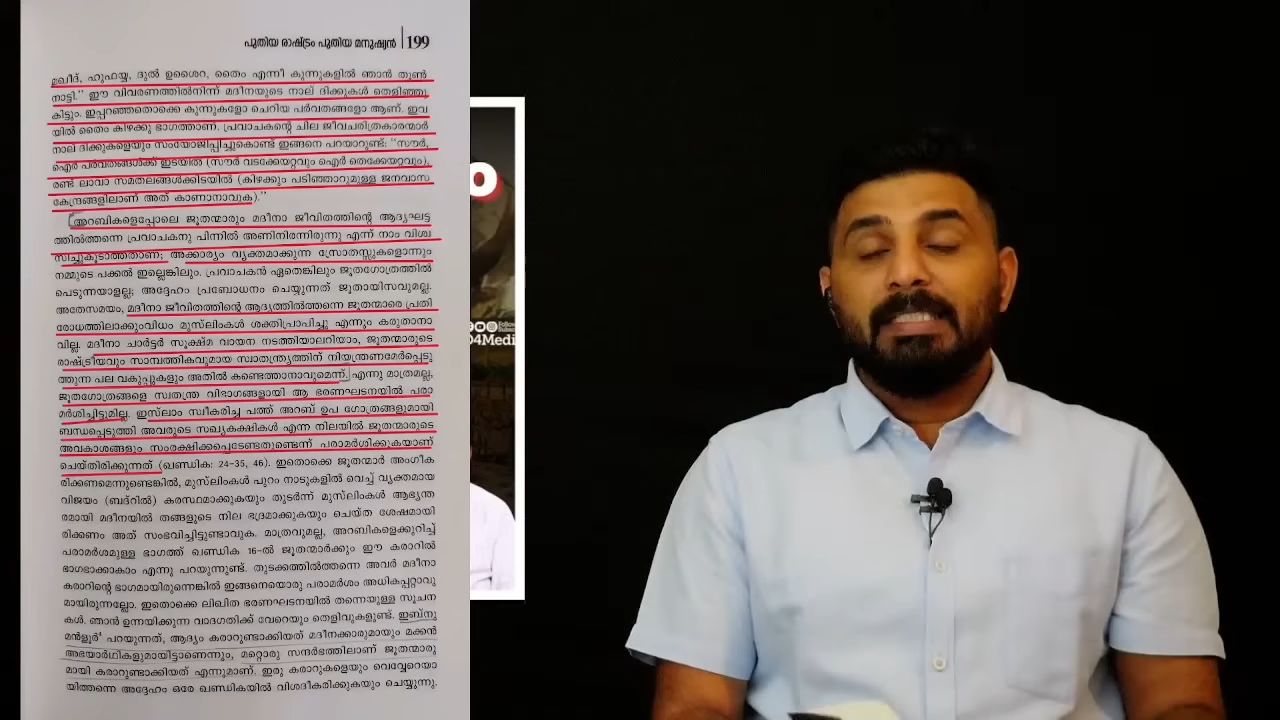 പുതിയ രാഷ്ട്രം പുതിയ മനുഷ്യൻ 199
മഖീദ്, ഹുഫയ്യ, ദുൽ ഉശൈറ, തൈം എന്നീ കുന്നുകളിൽ ഞാൻ തൂൺ
നാട്ടി.'' ഈ വിവരണത്തിൽനിന്ന് മദീനയുടെ നാല് ദിക്കുകൾ തെളിഞ്ഞു
കിട്ടും. ഇപ്പറഞ്ഞതൊക്കെ കുന്നുകളോ ചെറിയ പർവതങ്ങളോ ആണ്. ഇവ
യിൽ തൈം കിഴക്കു ഭാഗത്താണ്. പ്രവാചകന്റെ ചില ജീവചരിത്രകാരന്മാർ
നാല് ദിക്കുകളെയും സംയോജിപ്പിച്ചുകൊണ്ട് ഇങ്ങനെ പറയാറുണ്ട്: ''സൗർ,
ഐർ പർവതങ്ങൾക്ക് ഇടയിൽ (സൗർ വടക്കേയറ്റവും ഐർ തെക്കേയറ്റവും),
രണ്ട് ലാവാ സമതലങ്ങൾക്കിടയിൽ (കിഴക്കും പടിഞ്ഞാറുമുള്ള ജനവാസ
കേന്ദ്രങ്ങളിലാണ് അത് കാണാനാവുക).''
അറബികളെപ്പോലെ ജൂതന്മാരും മദീനാ ജീവിതത്തിന്റെ ആദ്യഘട്ട
ത്തിൽത്തന്നെ പ്രവാചകനു പിന്നിൽ അണിനിരന്നിരുന്നു എന്ന് നാം വിശ്വ
സിച്ചുകൂടാത്തതാണ്; അക്കാര്യം വ്യക്തമാക്കുന്ന സ്രോതസ്സുകളൊന്നും
നമ്മുടെ പക്കൽ ഇല്ലെങ്കിലും. പ്രവാചകൻ ഏതെങ്കിലും ജൂതഗോത്രത്തിൽ
പെടുന്നയാളല്ല; അദ്ദേഹം പ്രബോധനം ചെയ്യുന്നത് ജൂതായിസവുമല്ല.
അതേസമയം, മദീനാ ജീവിതത്തിന്റെ ആദ്യത്തിൽത്തന്നെ ജൂതന്മാരെ പ്രതി
രോധത്തിലാക്കുംവിധം മുസ്‌ലിംകൾ ശക്തിപ്രാപിച്ചു എന്നും കരുതാനാ
വില്ല. മദീനാ ചാർട്ടർ സൂക്ഷ്മ വായന നടത്തിയാലറിയാം, ജൂതന്മാരുടെ
രാഷ്ട്രീയവും സാമ്പത്തികവുമായ സ്വാതന്ത്ര്യത്തിന് നിയന്ത്രണമേർപ്പെടു
ത്തുന്ന പല വകുപ്പുകളും അതിൽ കണ്ടെത്താനാവുമെന്ന്. എന്നു മാത്രമല്ല,
ജൂതഗോത്രങ്ങളെ സ്വതന്ത്ര വിഭാഗങ്ങളായി ആ ഭരണഘടനയിൽ പരാ
മർശിച്ചിട്ടുമില്ല. ഇസ്‌ലാം സ്വീകരിച്ച പത്ത് അറബ് ഉപ ഗോത്രങ്ങളുമായി
ബന്ധപ്പെടുത്തി അവരുടെ സഖ്യകക്ഷികൾ എന്ന നിലയിൽ ജൂതന്മാരുടെ
അവകാശങ്ങളും സംരക്ഷിക്കപ്പെടേണ്ടതുണ്ടെന്ന് പരാമർശിക്കുകയാണ്
ചെയ്തിരിക്കുന്നത് (ഖണ്ഡിക: 24-35, 46). ഇതൊക്കെ ജൂതന്മാർ അംഗീക
രിക്കണമെന്നുണ്ടെങ്കിൽ, മുസ്‌ലിംകൾ പുറം നാടുകളിൽ വെച്ച് വ്യക്തമായ
വിജയം (ബദ്റിൽ) കരസ്ഥമാക്കുകയും തുടർന്ന് മുസ്‌ലിംകൾ ആഭ്യന്ത
രമായി മദീനയിൽ തങ്ങളുടെ നില ഭദ്രമാക്കുകയും ചെയ്ത ശേഷമായി
രിക്കണം അത് സംഭവിച്ചിട്ടുണ്ടാവുക. മാത്രവുമല്ല, അറബികളെക്കുറിച്ച്
പരാമർശമുള്ള ഭാഗത്ത് ഖണ്ഡിക 16-ൽ ജൂതന്മാർക്കും ഈ കരാറിൽ
ഭാഗഭാക്കാകാം എന്നു പറയുന്നുണ്ട്. തുടക്കത്തിൽത്തന്നെ അവർ മദീനാ
കരാറിന്റെ ഭാഗമായിരുന്നെങ്കിൽ ഇങ്ങനെയൊരു പരാമർശം അധികപ്പറ്റാവു
മായിരുന്നല്ലോ. ഇതൊക്കെ ലിഖിത ഭരണഘടനയിൽ തന്നെയുള്ള സൂചന
കൾ. ഞാൻ ഉന്നയിക്കുന്ന വാദഗതിക്ക് വേറെയും തെളിവുകളുണ്ട്. ഇബ്നു
മൻളൂർ⁴ പറയുന്നത്, ആദ്യം കരാറുണ്ടാക്കിയത് മദീനക്കാരുമായും മക്കൻ
അഭയാർഥികളുമായിട്ടാണെന്നും, മറ്റൊരു സന്ദർഭത്തിലാണ് ജൂതന്മാരു
മായി കരാറുണ്ടാക്കിയത് എന്നുമാണ്. ഇരു കരാറുകളെയും വെവ്വേറെയാ
യിത്തന്നെ അദ്ദേഹം ഒരേ ഖണ്ഡികയിൽ വിശദീകരിക്കുകയും ചെയ്യുന്നു.